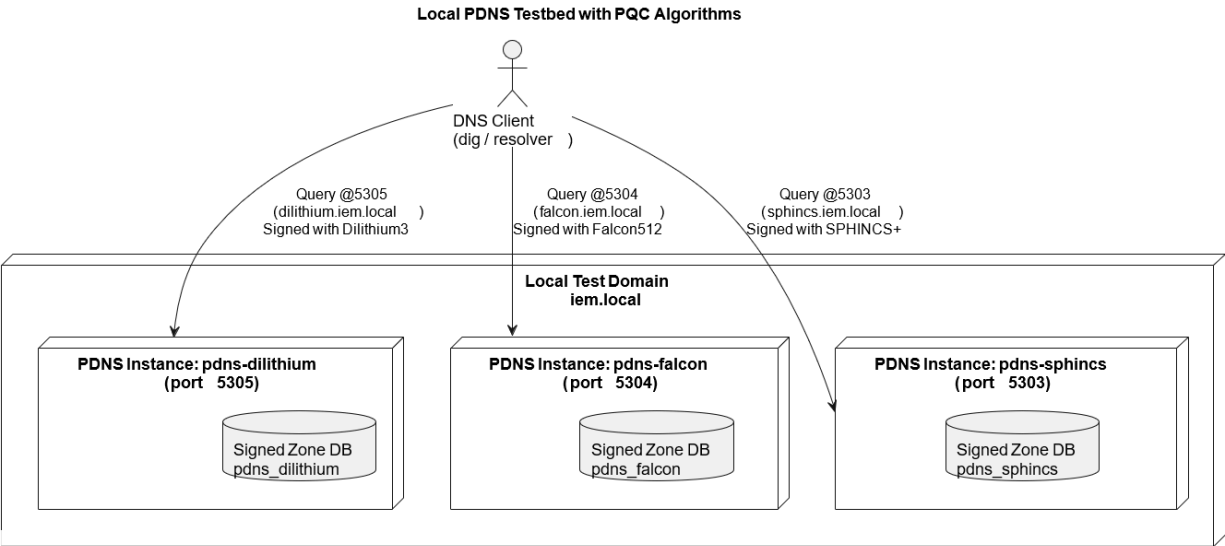 Local PDNS Testbed with PQC Algorithms
DNS Client
(dig / resolver )
Query @5305
(dilithium.iem.local )
Signed with Dilithium3
Query @5304
(falcon.iem.local )
Signed with Falcon512
Query @5303
(sphincs.iem.local )
Signed with SPHINCS+
Local Test Domain
iem.local
PDNS Instance: pdns-dilithium
(port 5305)
Signed Zone DB
pdns_dilithium
PDNS Instance: pdns-falcon
(port 5304)
Signed Zone DB
pdns_falcon
PDNS Instance: pdns-sphincs
(port 5303)
Signed Zone DB
pdns_sphincs